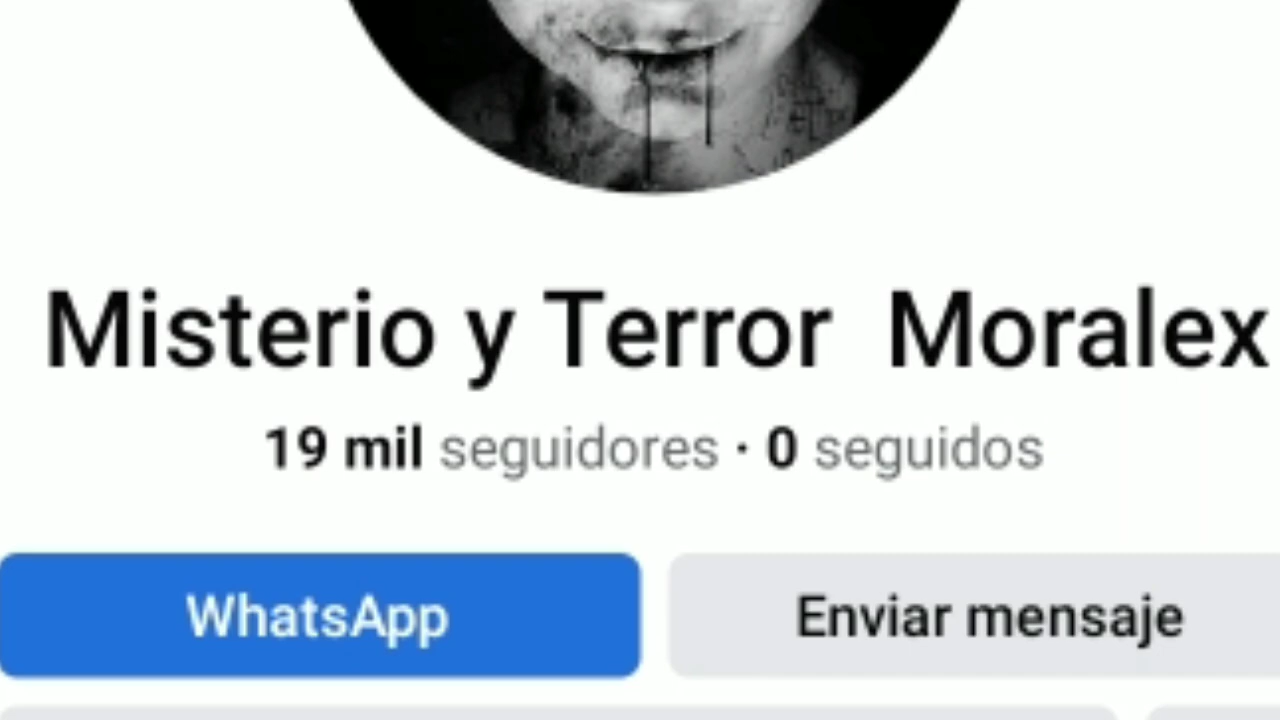 Misterio y Terror Moralex
19 mil seguidores · 0 seguidos
WhatsApp
Enviar mensaje